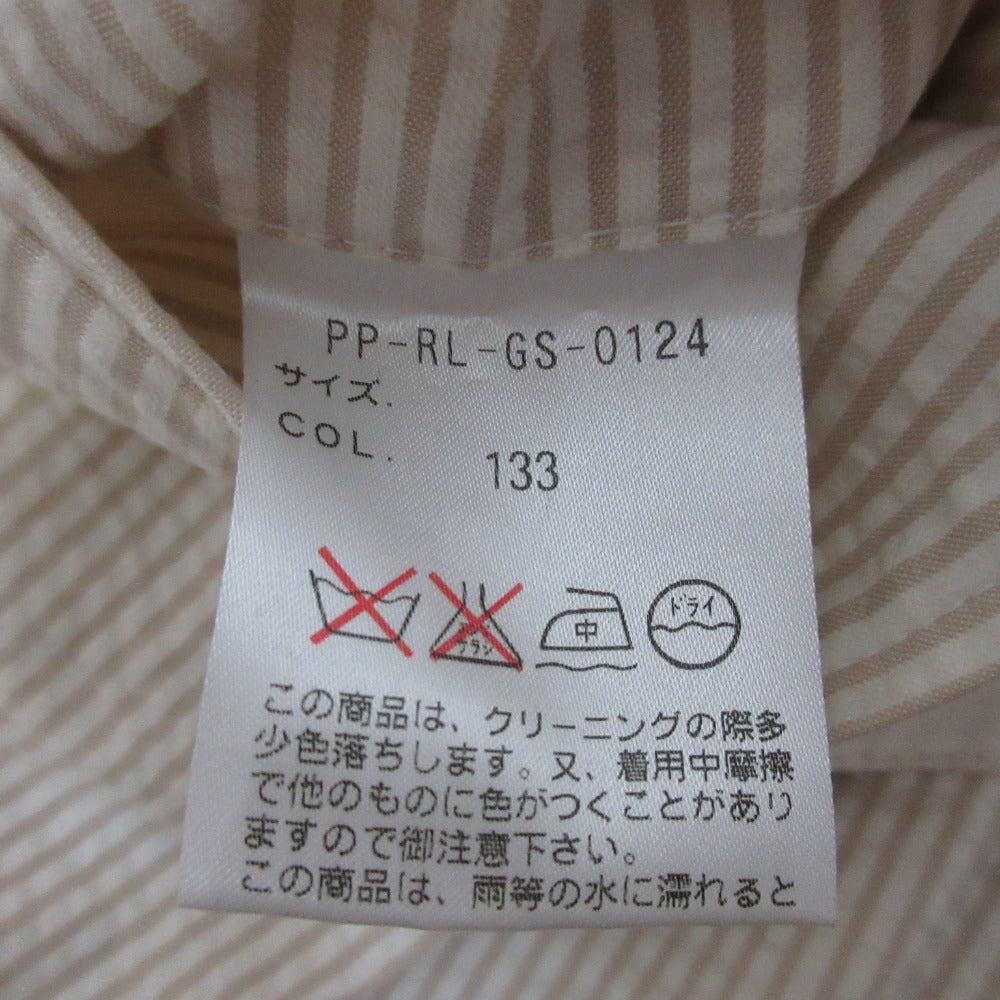 PP-RL-GS-0124
サイズ.
COL. 133
エンソ
中
ドライ
この商品は、クリーニングの際多
少色落ちします。又、着用中摩擦
で他のものに色がつくことがあり
ますので御注意下さい。
この商品は、雨等の水に濡れると